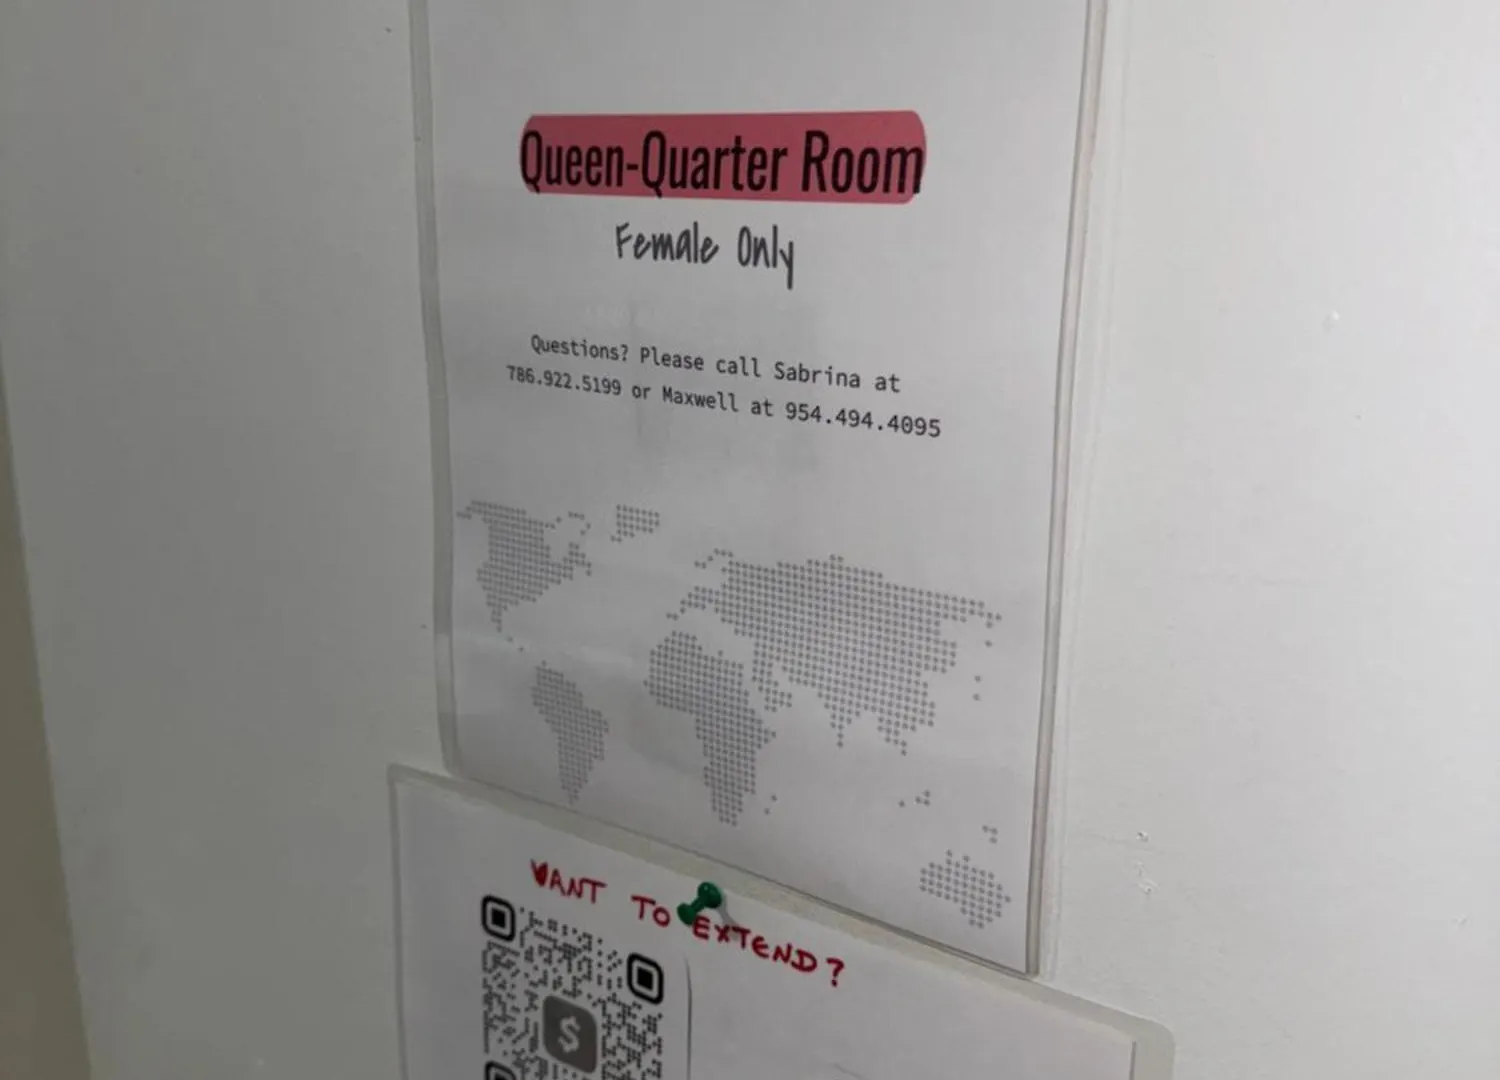 Queen-Quarter Room
Female Only
Questions? Please call Sabrina at
786.922.5199 or Maxwell at 954.494.4095
WANT TO EXTEND?
$